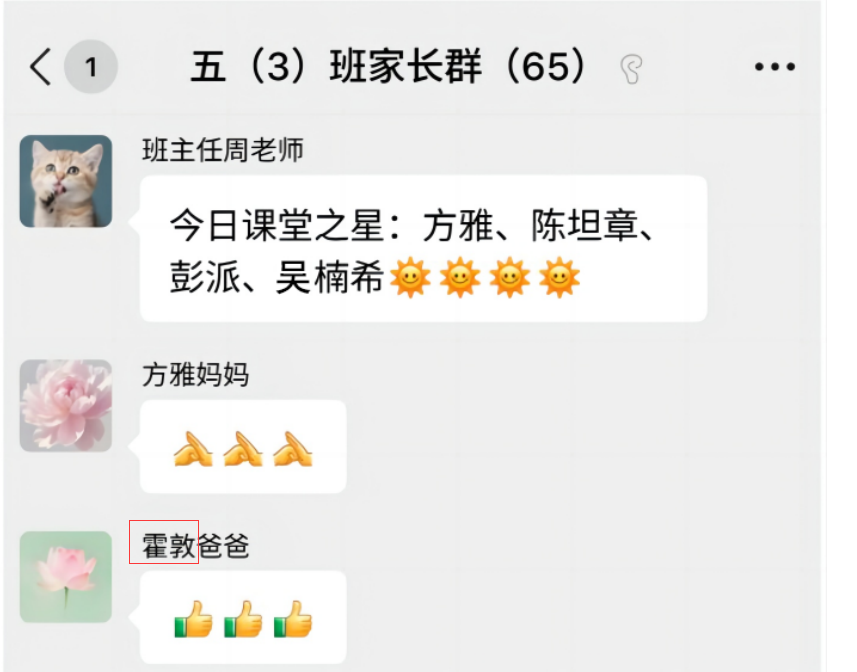 1
五（3）班家长群（65）
班主任周老师
今日课堂之星：方雅、陈坦章、
彭派、吴楠希
方雅妈妈
霍敦爸爸